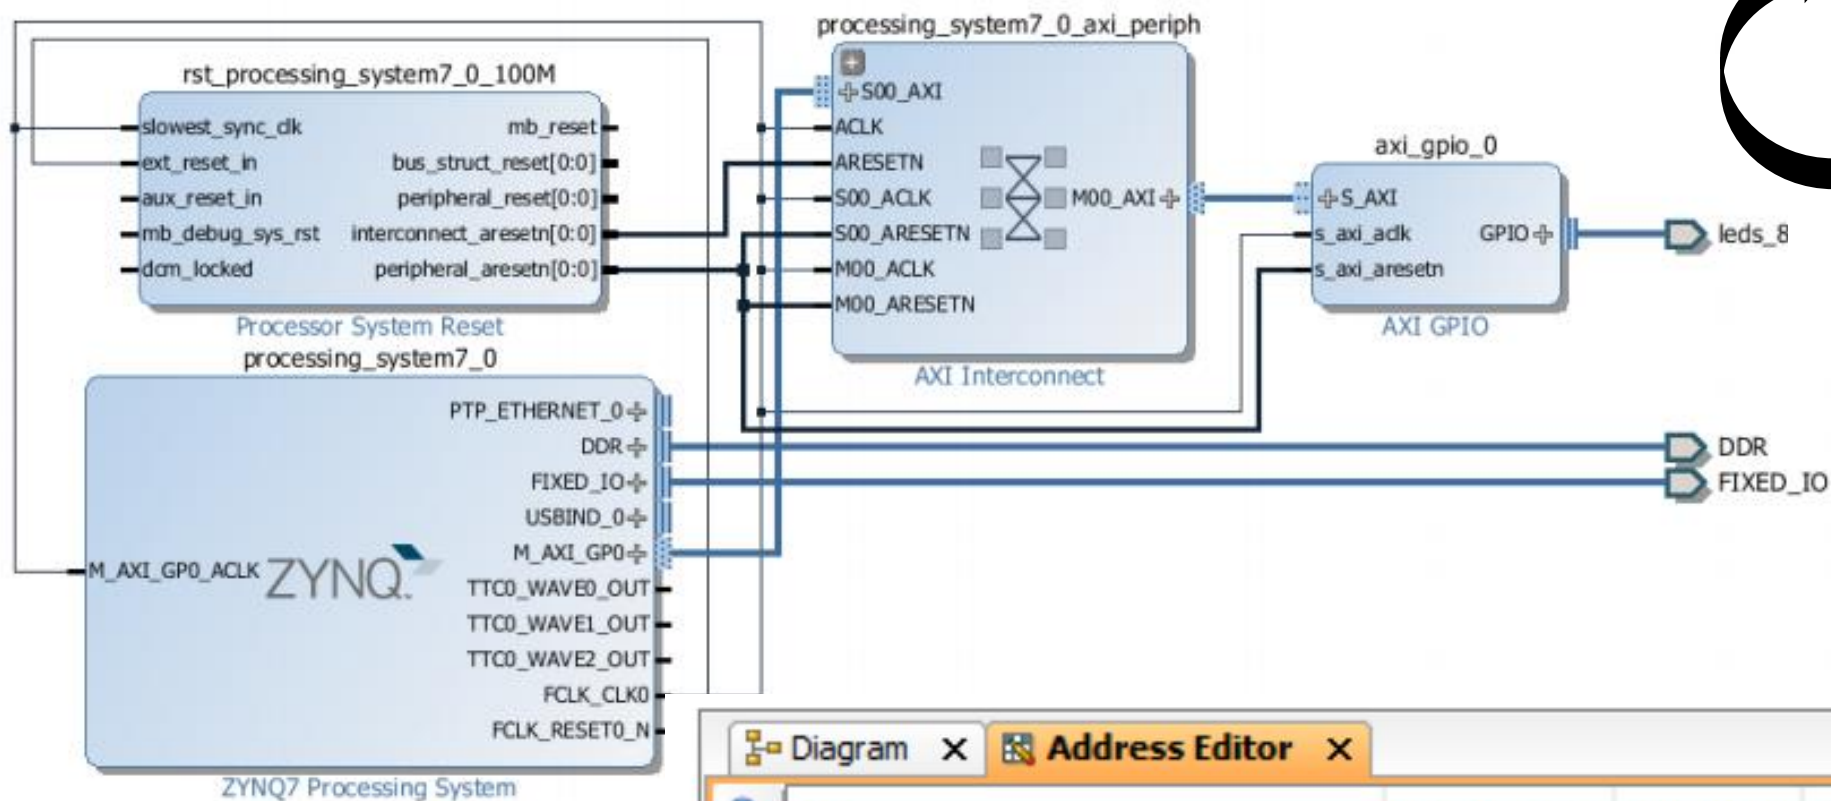 processing_system7_0_axi_periph
rst_processing_system7_0_100M
slowest_sync_clk
ext_reset_in
aux_reset_in
mb_debug_sys_rst
dcm_locked
mb_reset
bus_struct_reset[0:0]
peripheral_reset[0:0]
interconnect_aresetn[0:0]
peripheral_aresetn[0:0]
Processor System Reset
S00_AXI
ACLK
ARESETN
S00_ACLK
S00_ARESETN
M00_ACLK
M00_ARESETN
M00_AXI
AXI Interconnect
axi_gpio_0
S_AXI
s_axi_aclk
s_axi_aresetn
GPIO
AXI GPIO
leds_8
DDR
FIXED_IO
processing_system7_0
M_AXI_GP0_ACLK
ZYNQ
PTP_ETHERNET_0
DDR
FIXED_IO
USBIND_0
M_AXI_GP0
TTC0_WAVE0_OUT
TTC0_WAVE1_OUT
TTC0_WAVE2_OUT
FCLK_CLK0
FCLK_RESET0_N
ZYNQ7 Processing System
Diagram X Address Editor X